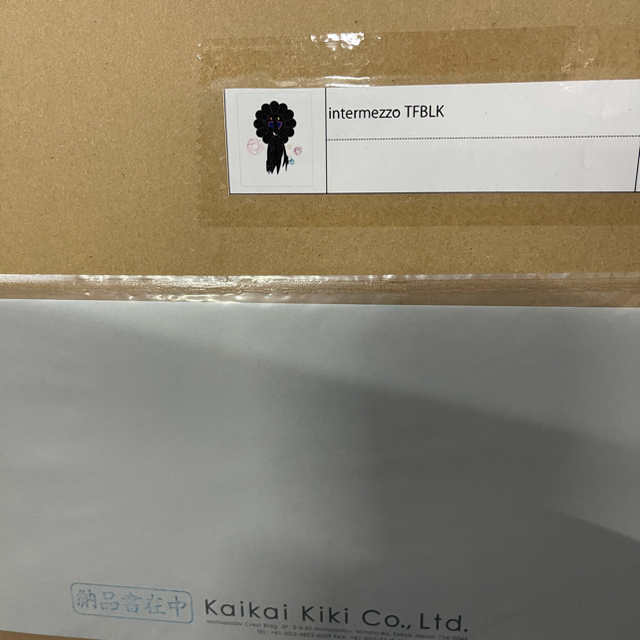 intermezzo TFBLK
納品書在中
Kaikai Kiki Co., Ltd.